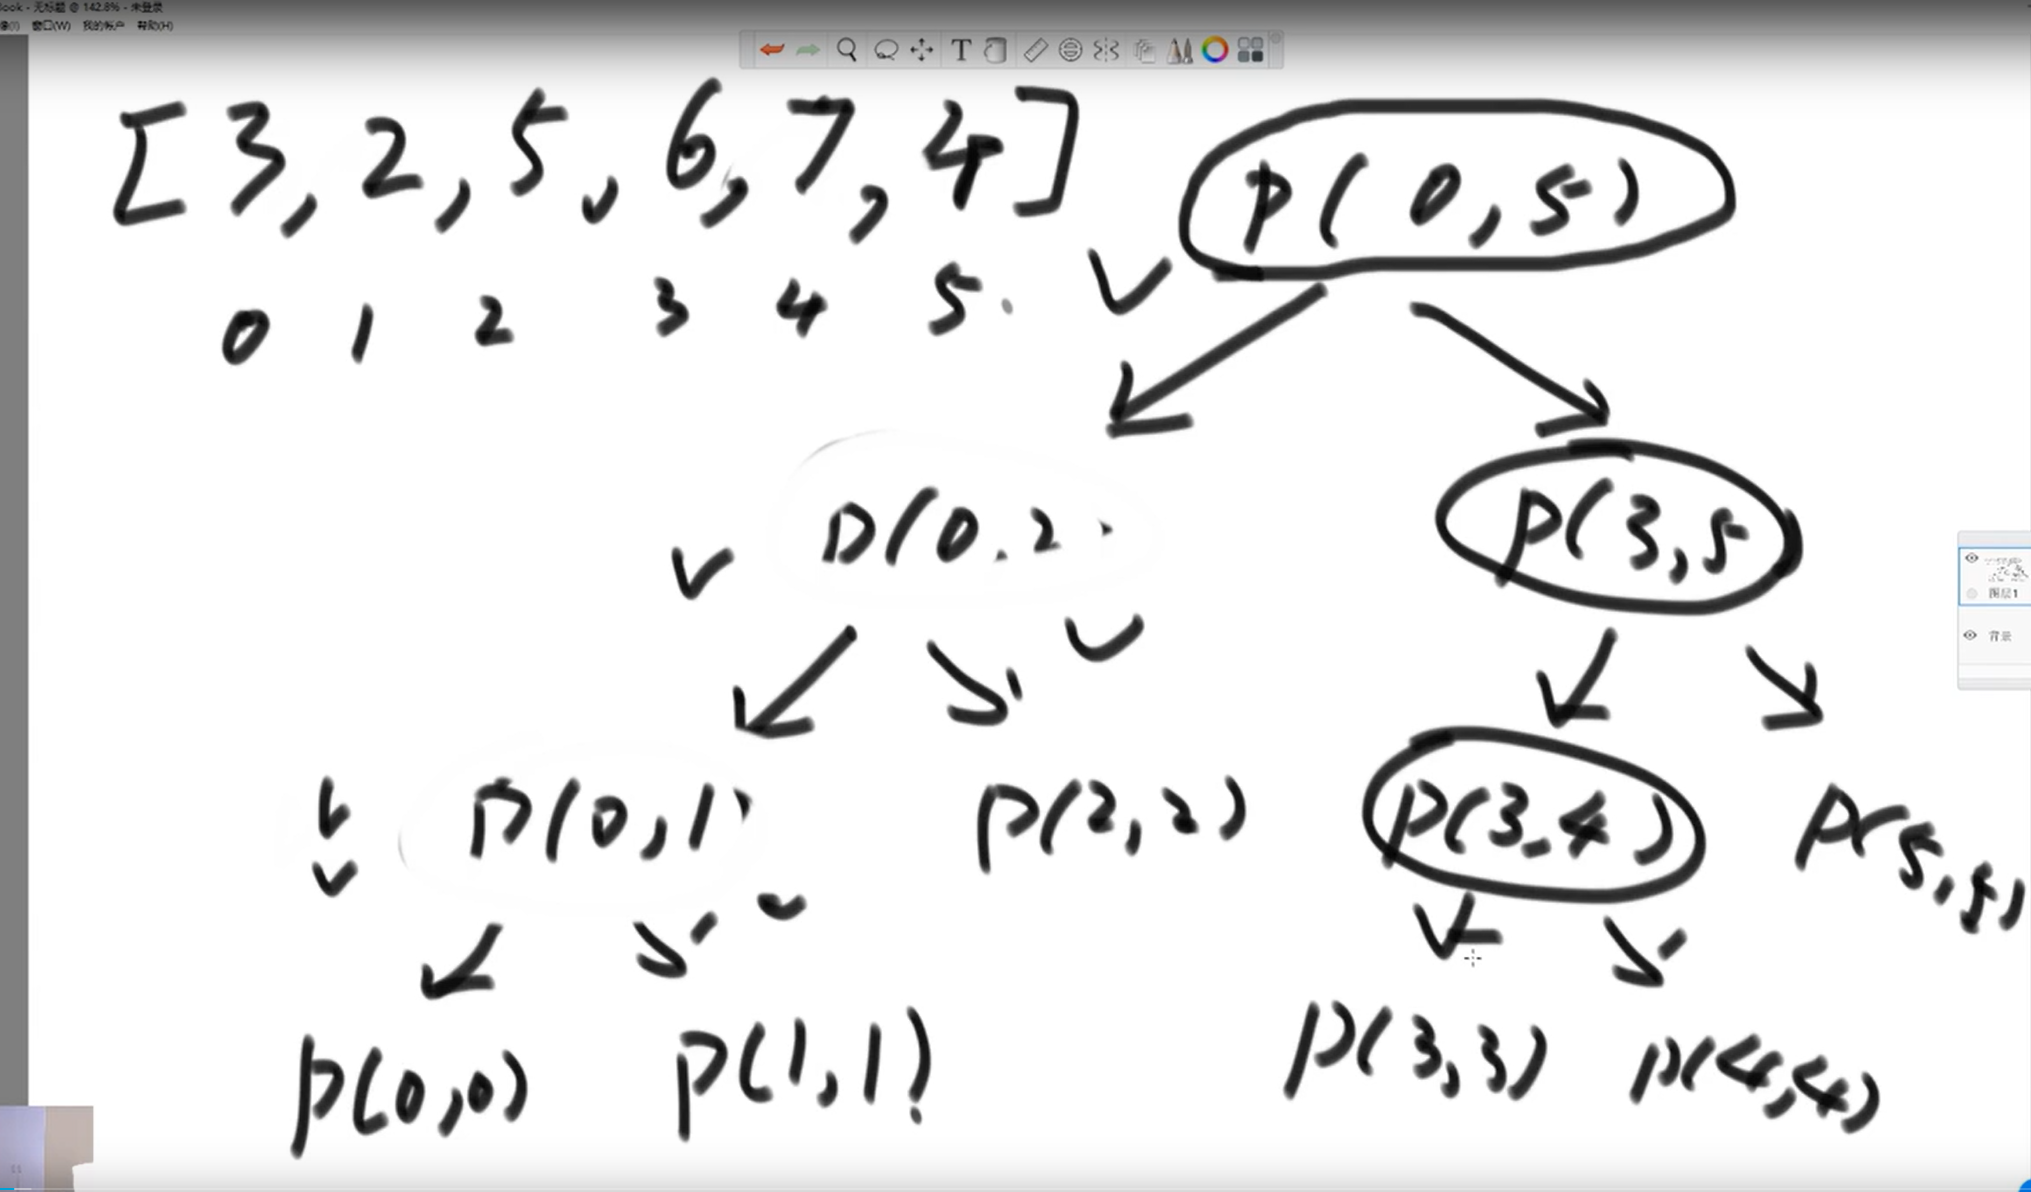 ook - 无标题 @ 142.8% - 未登录
像(I) 窗口(W) 我的帐户 帮助(H)
T
[3, 2, 5, 6, 7, 4]
p(0,5)
0 1 2 3 4 5
p(0,2)
p(3,5
图层1
背景
p(0,1)
p(2,2)
p(3,4)
p(5,5)
p(0,0)
p(1,1)
p(3,3)
p(4,4)